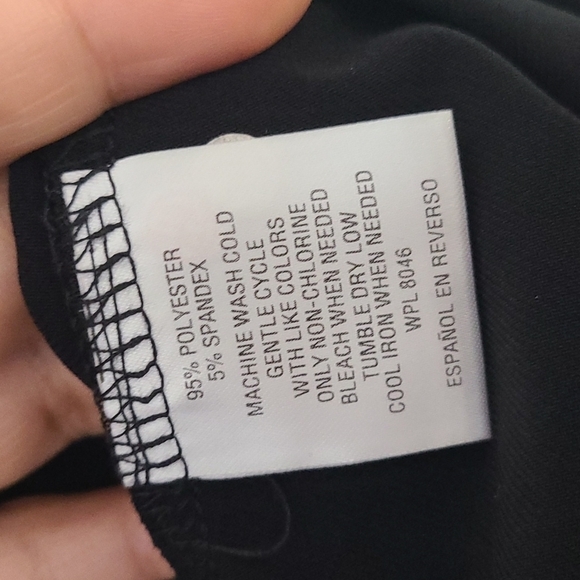 95% POLYESTER
5% SPANDEX
MACHINE WASH COLD
GENTLE CYCLE
WITH LIKE COLORS
ONLY NON-CHLORINE
BLEACH WHEN NEEDED
TUMBLE DRY LOW
COOL IRON WHEN NEEDED
WPL 8046
ESPAÑOL EN REVERSO